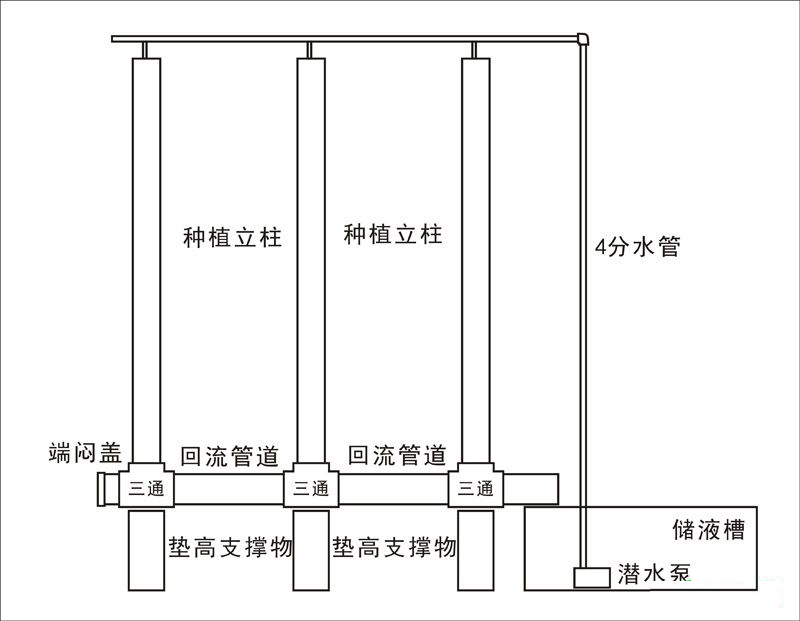 种植立柱
种植立柱
4分水管
端闷盖
回流管道
回流管道
三通
三通
三通
垫高支撑物
垫高支撑物
储液槽
潜水泵